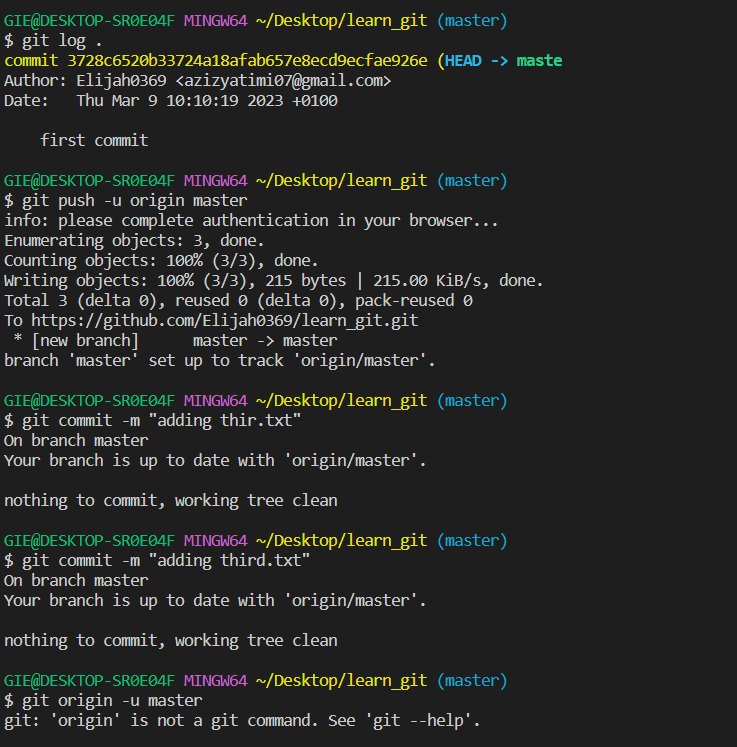 GIE@DESKTOP-SR0E04F MINGW64 ~/Desktop/learn_git (master)
$ git log .
commit 3728c6520b33724a18afab657e8ecd9ecfae926e (HEAD -> maste
Author: Elijah0369 <azizyatimi07@gmail.com>
Date:   Thu Mar 9 10:10:19 2023 +0100

    first commit

GIE@DESKTOP-SR0E04F MINGW64 ~/Desktop/learn_git (master)
$ git push -u origin master
info: please complete authentication in your browser...
Enumerating objects: 3, done.
Counting objects: 100% (3/3), done.
Writing objects: 100% (3/3), 215 bytes | 215.00 KiB/s, done.
Total 3 (delta 0), reused 0 (delta 0), pack-reused 0
To https://github.com/Elijah0369/learn_git.git
 * [new branch]      master -> master
branch 'master' set up to track 'origin/master'.

GIE@DESKTOP-SR0E04F MINGW64 ~/Desktop/learn_git (master)
$ git commit -m "adding thir.txt"
On branch master
Your branch is up to date with 'origin/master'.

nothing to commit, working tree clean

GIE@DESKTOP-SR0E04F MINGW64 ~/Desktop/learn_git (master)
$ git commit -m "adding third.txt"
On branch master
Your branch is up to date with 'origin/master'.

nothing to commit, working tree clean

GIE@DESKTOP-SR0E04F MINGW64 ~/Desktop/learn_git (master)
$ git origin -u master
git: 'origin' is not a git command. See 'git --help'.